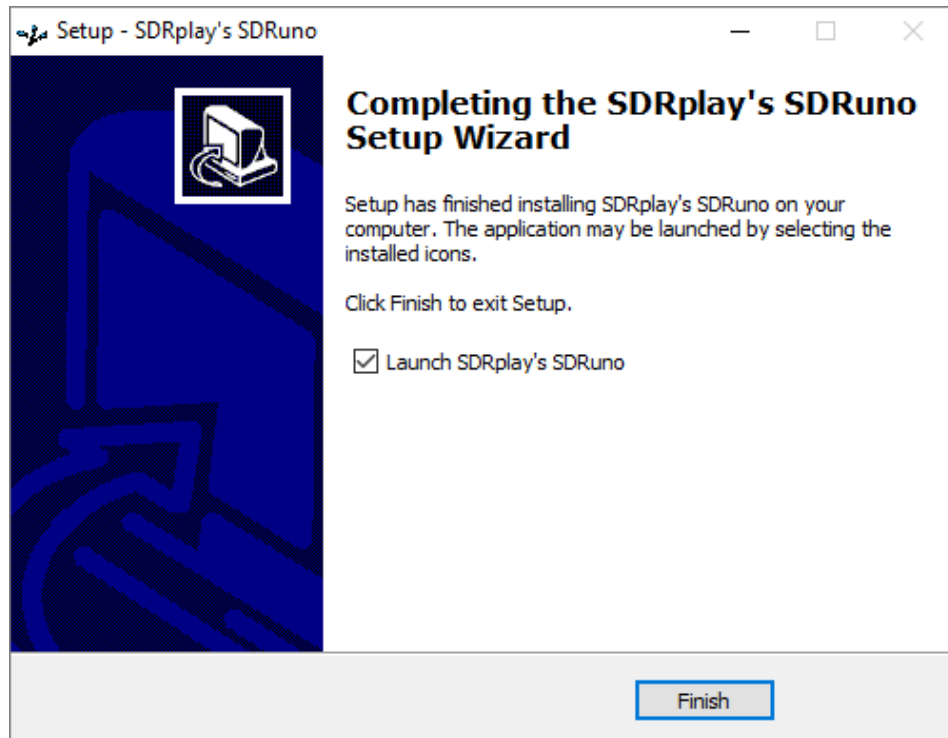 Setup - SDRplay's SDRuno
Completing the SDRplay's SDRuno
Setup Wizard
Setup has finished installing SDRplay's SDRuno on your
computer. The application may be launched by selecting the
installed icons.
Click Finish to exit Setup.
Launch SDRplay's SDRuno
Finish